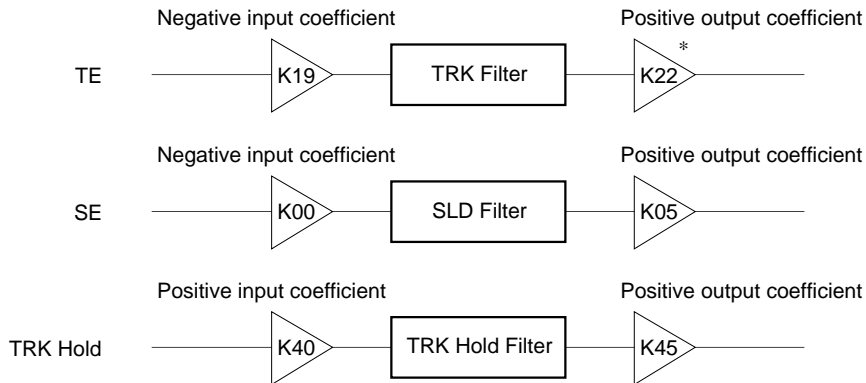 Negative input coefficient Positive output coefficient
TE K19 TRK Filter K22 *
Negative input coefficient Positive output coefficient
SE K00 SLD Filter K05
Positive input coefficient Positive output coefficient
TRK Hold K40 TRK Hold Filter K45